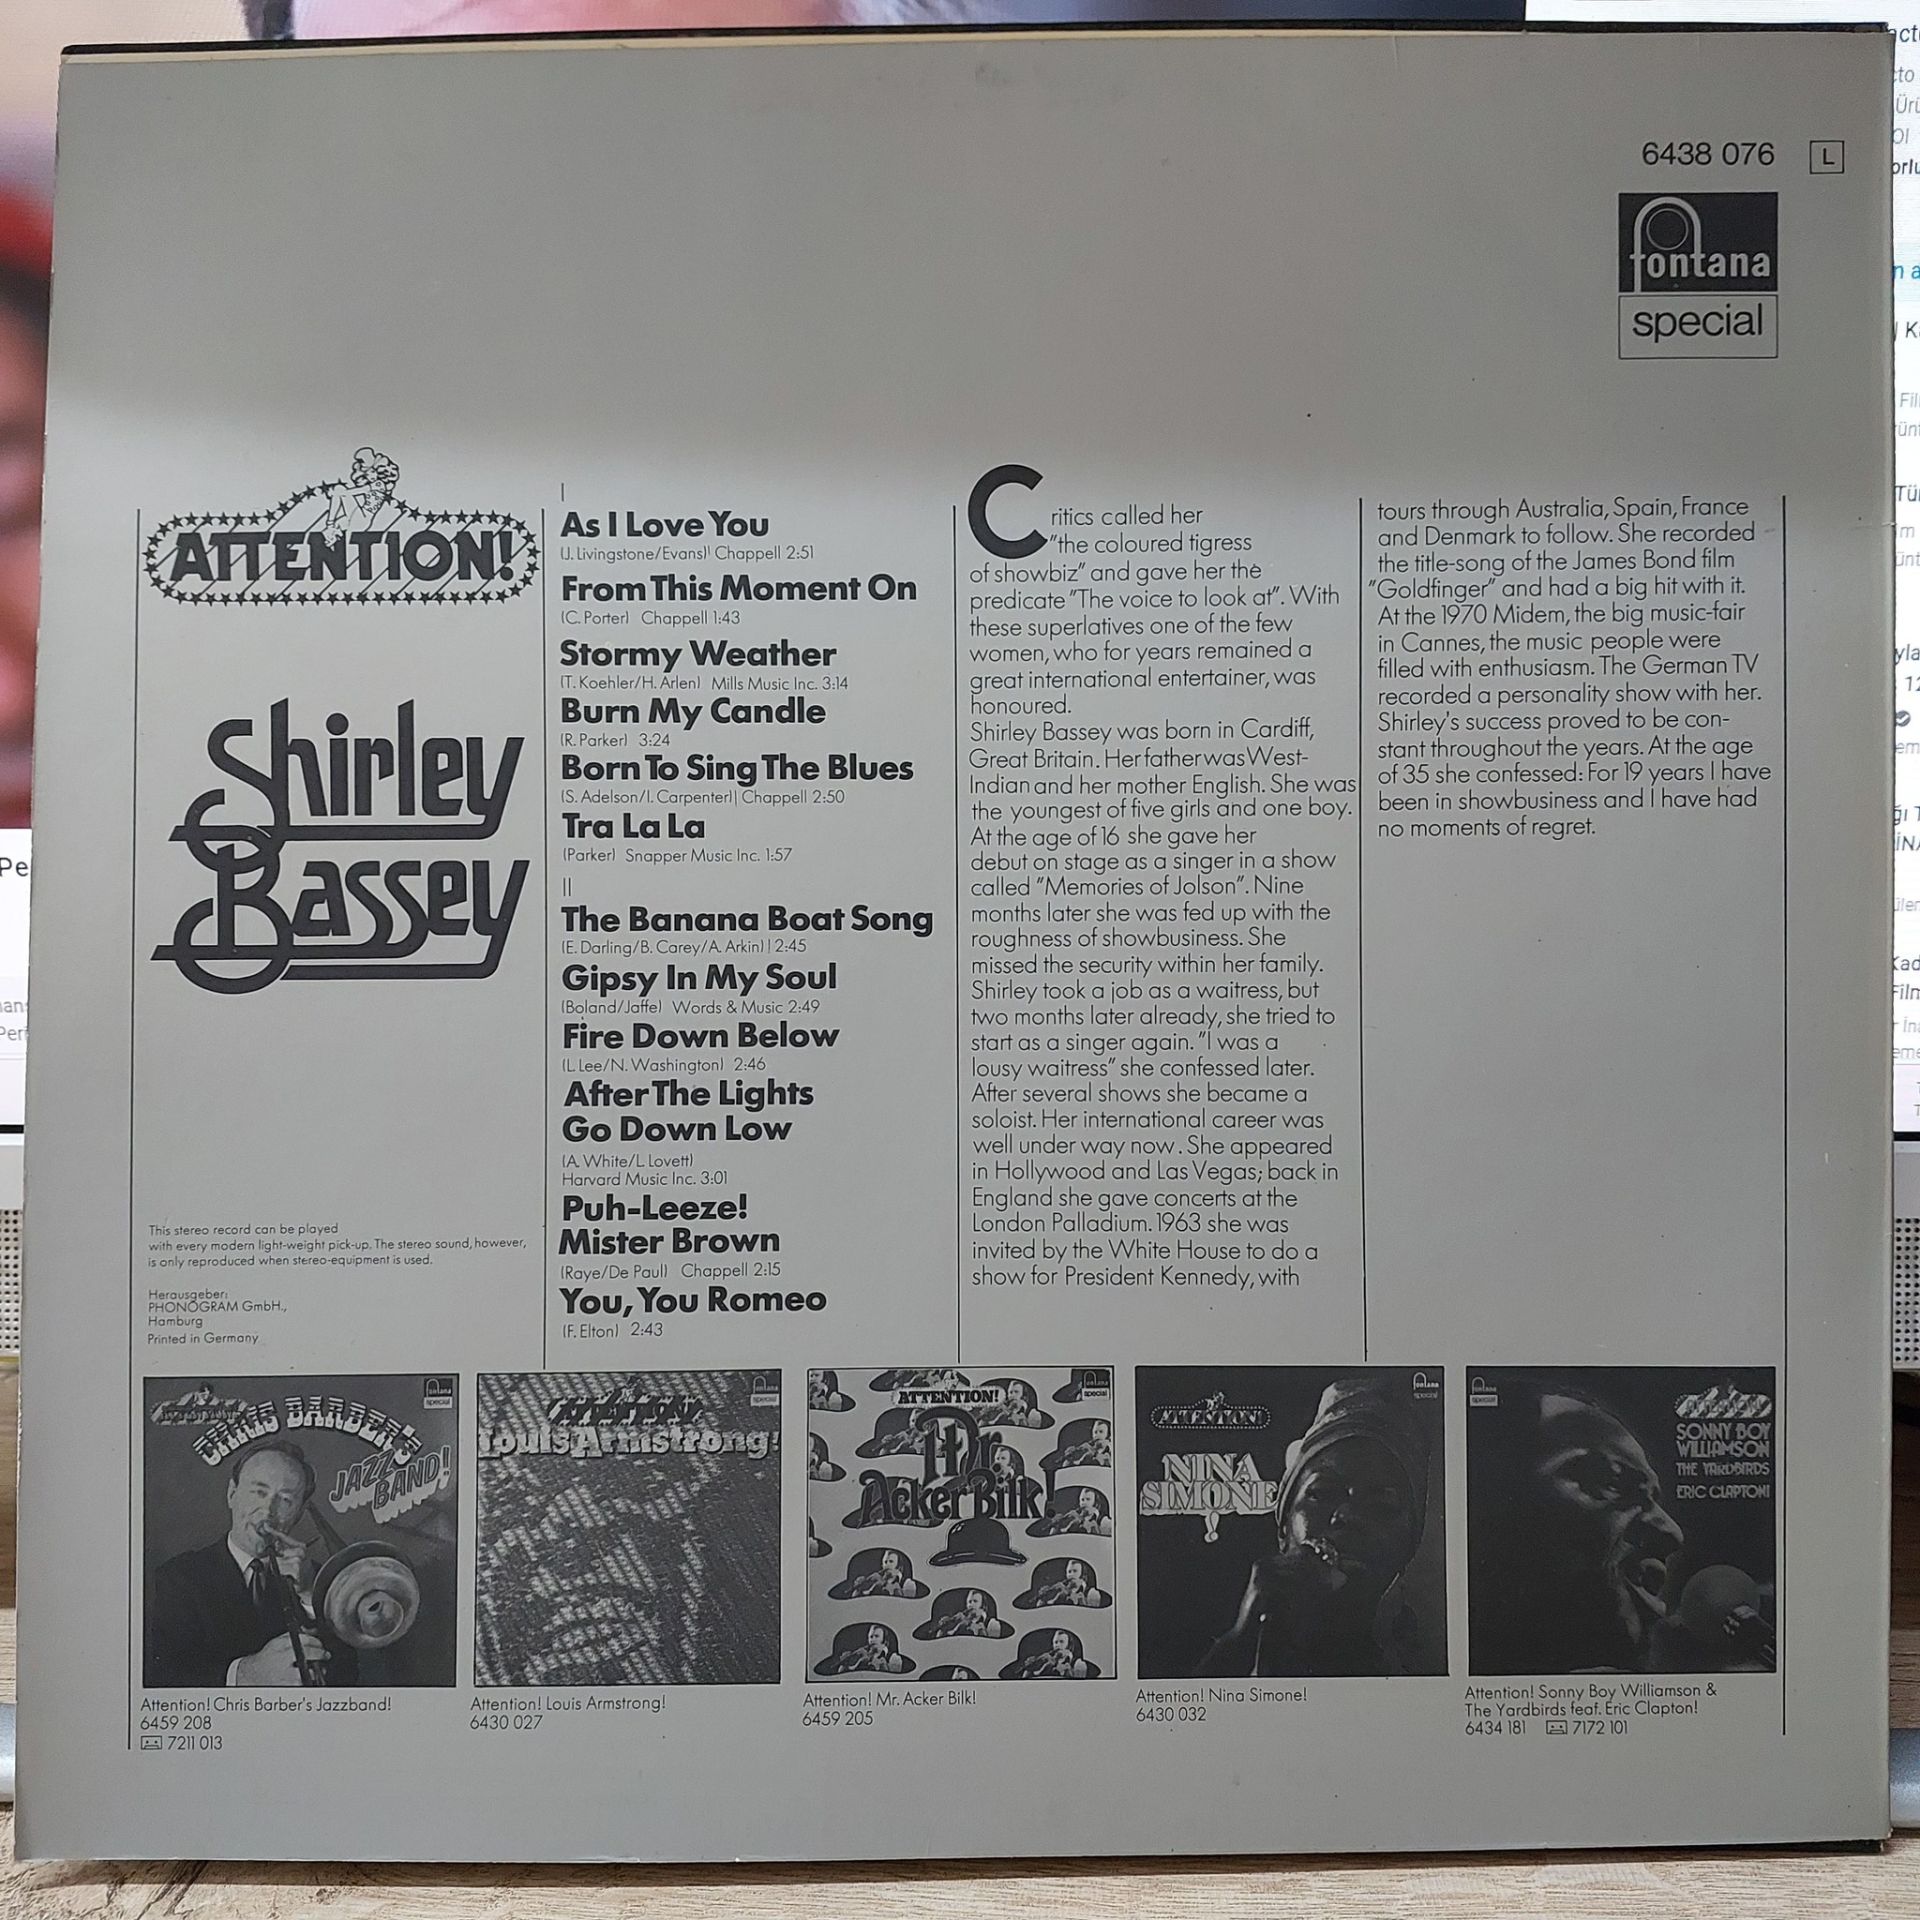 6438 076 L
fontana
special
ATTENTION!
Shirley
Bassey
I
As I Love You
(J. Livingstone/Evans)| Chappell 2:51
From This Moment On
(C. Porter) Chappell 1:43
Stormy Weather
(T. Koehler/H. Arlen) Mills Music Inc. 3:14
Burn My Candle
(R. Parker) 3:24
Born To Sing The Blues
(S. Adelson/I. Carpenter)| Chappell 2:50
Tra La La
(Parker) Snapper Music Inc. 1:57
II
The Banana Boat Song
(E. Darling/B. Carey/A. Arkin) | 2:45
Gipsy In My Soul
(Boland/Jaffe) Words & Music 2:49
Fire Down Below
(L. Lee/N. Washington) 2:46
After The Lights
Go Down Low
(A. White/L. Lovett)
Harvard Music Inc. 3:01
Puh-Leeze!
Mister Brown
(Raye/De Paul) Chappell 2:15
You, You Romeo
(F. Elton) 2:43
Critics called her
"the coloured tigress
of showbiz" and gave her the
predicate "The voice to look at". With
these superlatives one of the few
women, who for years remained a
great international entertainer, was
honoured.
Shirley Bassey was born in Cardiff,
Great Britain. Her father was West-
Indian and her mother English. She was
the youngest of five girls and one boy.
At the age of 16 she gave her
debut on stage as a singer in a show
called "Memories of Jolson". Nine
months later she was fed up with the
roughness of showbusiness. She
missed the security within her family.
Shirley took a job as a waitress, but
two months later already, she tried to
start as a singer again. "I was a
lousy waitress" she confessed later.
After several shows she became a
soloist. Her international career was
well under way now. She appeared
in Hollywood and Las Vegas; back in
England she gave concerts at the
London Palladium. 1963 she was
invited by the White House to do a
show for President Kennedy, with
tours through Australia, Spain, France
and Denmark to follow. She recorded
the title-song of the James Bond film
"Goldfinger" and had a big hit with it.
At the 1970 Midem, the big music-fair
in Cannes, the music people were
filled with enthusiasm. The German TV
recorded a personality show with her.
Shirley's success proved to be con-
stant throughout the years. At the age
of 35 she confessed: For 19 years I have
been in showbusiness and I have had
no moments of regret.
This stereo record can be played
with every modern light-weight pick-up. The stereo sound, however,
is only reproduced when stereo-equipment is used.
Herausgeber:
PHONOGRAM GmbH.,
Hamburg
Printed in Germany
fontana
special
ATTENTION!
CHRIS BARBER'S
JAZZ
BAND!
Attention! Chris Barber's Jazzband!
6459 208
7211 013
fontana
special
ATTENTION!
Louis Armstrong!
Attention! Louis Armstrong!
6430 027
fontana
special
ATTENTION!
Mr.
Acker Bilk!
Attention! Mr. Acker Bilk!
6459 205
fontana
special
ATTENTION!
NINA
SIMONE
!
Attention! Nina Simone!
6430 032
fontana
special
ATTENTION!
SONNY BOY
WILLIAMSON
THE YARDBIRDS
ERIC CLAPTON!
Attention! Sonny Boy Williamson &
The Yardbirds feat. Eric Clapton!
6434 181 7172 101